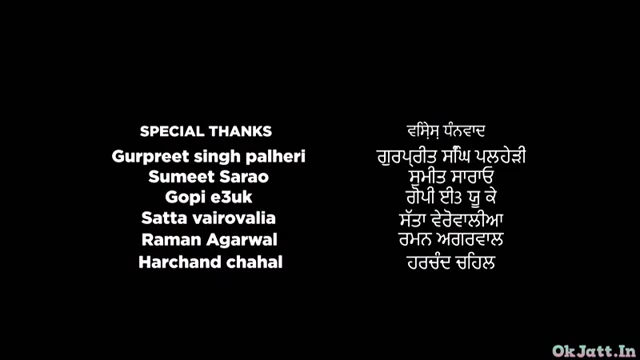 SPECIAL THANKS
Gurpreet singh palheri
Sumeet Sarao
Gopi e3uk
Satta vairovalia
Raman Agarwal
Harchand chahal
ਵਸਿ਼ੇਸ਼ ਧੰਨਵਾਦ
ਗੁਰਪ੍ਰੀਤ ਸਿੰਘ ਪਲਹੇੜੀ
ਸੁਮੀਤ ਸਾਰਾਓ
ਗੋਪੀ ਈ3 ਯੂ ਕੇ
ਸੱਤਾ ਵੇਰੋਵਾਲੀਆ
ਰਮਨ ਅਗਰਵਾਲ
ਹਰਚੰਦ ਚਹਿਲ
OkJatt.In